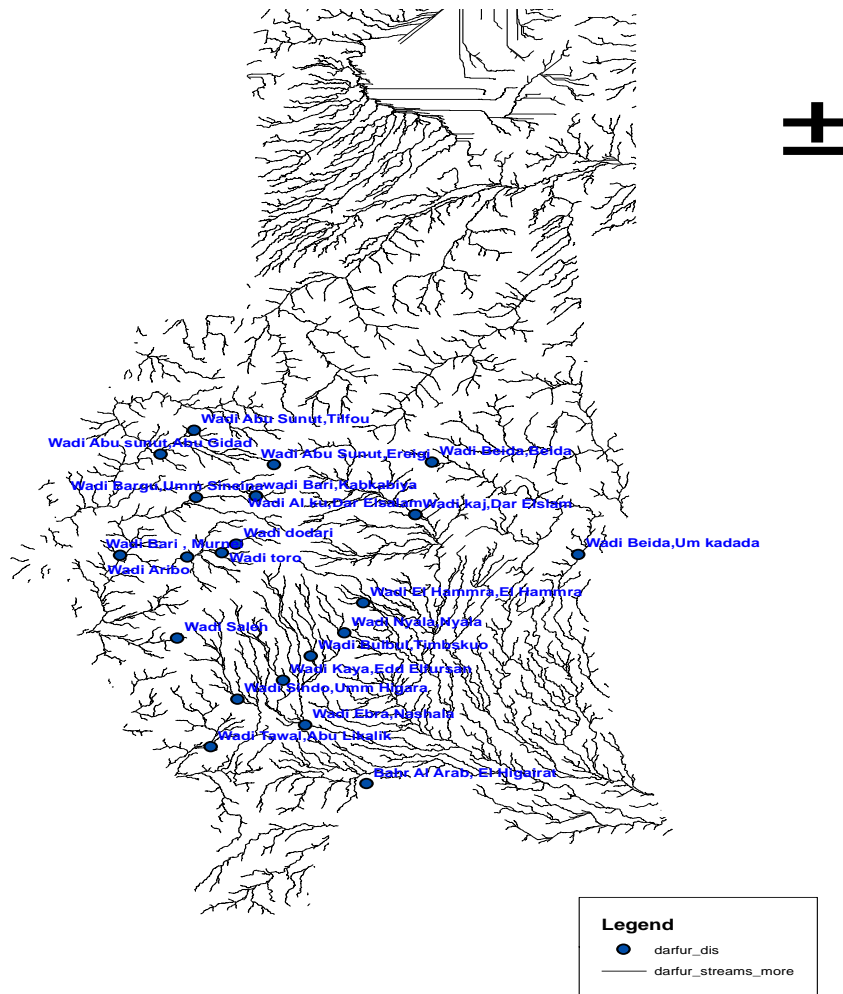 ±
Wadi Abu Sunut,Tilfou
Wadi Abu sunut,Abu Gidad
Wadi Abu Sunut,Ereigi
Wadi Beida,Beida
Wadi Bargu,Umm Sineina
wadi Bari,Kabkabiya
Wadi Al ku,Dar Elsalam
Wadi kaj,Dar Elslam
Wadi dodari
Wadi Bari , Murnei
Wadi toro
Wadi Beida,Um kadada
Wadi Aribo
Wadi El Hammra,El Hammra
Wadi Nyala,Nyala
Wadi Saleh
Wadi Bulbul,Timbskuo
Wadi Kaya,Edd Elfursan
Wadi Sindo,Umm Higara
Wadi Ebra,Nashala
Wadi Tawal,Abu Likalik
Bahr Al Arab, El Higairat
Legend
darfur_dis
darfur_streams_more